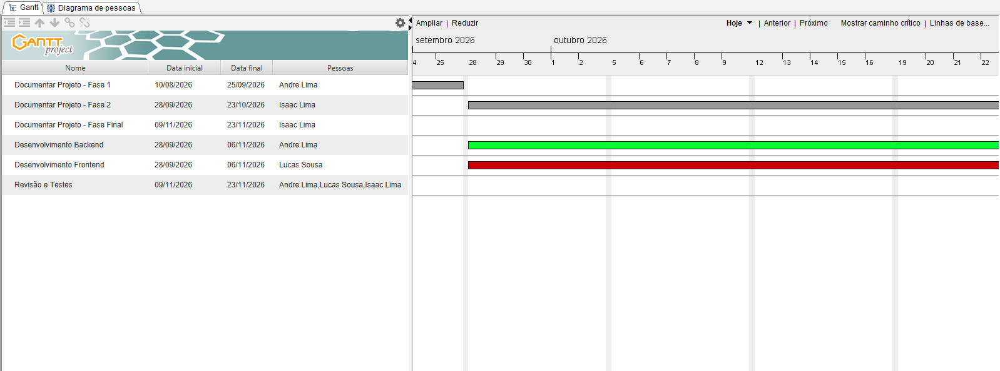 Gantt Diagrama de pessoas
Ampliar | Reduzir Hoje | Anterior | Próximo Mostrar caminho crítico | Linhas de base...
GANTT project
setembro 2026 outubro 2026
Nome Data inicial Data final Pessoas
4 25 28 29 30 1 2 5 6 7 8 9 12 13 14 15 16 19 20 21 22
Documentar Projeto - Fase 1 10/08/2026 25/09/2026 Andre Lima
Documentar Projeto - Fase 2 28/09/2026 23/10/2026 Isaac Lima
Documentar Projeto - Fase Final 09/11/2026 23/11/2026 Isaac Lima
Desenvolvimento Backend 28/09/2026 06/11/2026 Andre Lima
Desenvolvimento Frontend 28/09/2026 06/11/2026 Lucas Sousa
Revisão e Testes 09/11/2026 23/11/2026 Andre Lima,Lucas Sousa,Isaac Lima